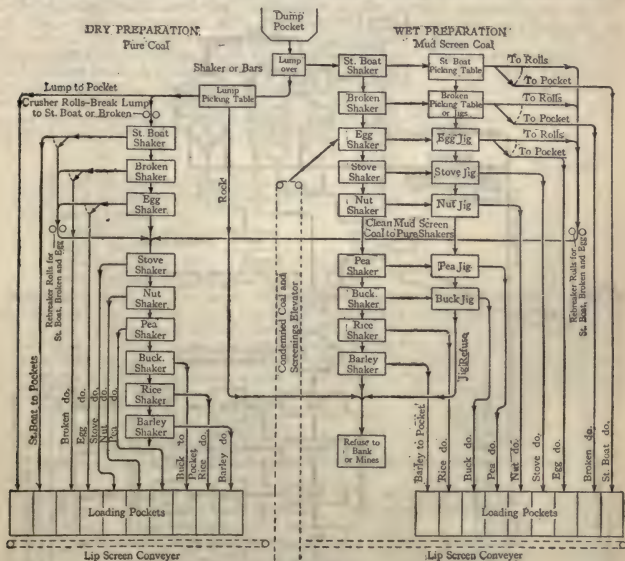 Dump
Pocket
DRY PREPARATION
Pure Coal
WET PREPARATION
Mud Screen Coal
Shaker or Bars
Lump
over
St. Boat
Shaker
St. Boat
Picking Table
To Rolls
To Pocket
Lump to Pocket
Crusher Rolls-Break Lump
to St. Boat or Broken
Lump
Picking Table
Broken
Shaker
Broken
Picking Table
or Jigs
To Rolls
To Pocket
St. Boat
Shaker
Egg
Shaker
Egg Jig
To Rolls
To Pocket
Broken
Shaker
Stove
Shaker
Stove Jig
Egg
Shaker
Nut
Shaker
Nut Jig
Rock
Clean Mud Screen
Coal to Pure Shakers
Rebreaker Rolls for
St. Boat, Broken and Egg
Rebreaker Rolls for
St. Boat, Broken and Egg
Stove
Shaker
Pea
Shaker
Pea Jig
Nut
Shaker
Buck.
Shaker
Buck Jig
Pea
Shaker
Rice
Shaker
Condemned Coal and
Screenings Elevator
Jig Refuse
Buck.
Shaker
Barley
Shaker
Rice
Shaker
Barley
Shaker
Refuse to
Bank
or Mines
St. Boat to Pockets
Broken do.
Egg do.
Stove do.
Nut do.
Pea do.
Buck to
Pocket
Rice do.
Barley do.
Barley to Pocket
Rice do.
Buck do.
Pea do.
Nut do.
Stove do.
Egg do.
Broken do.
St. Boat do.
Loading Pockets
Loading Pockets
Lip Screen Conveyer
Lip Screen Conveyer